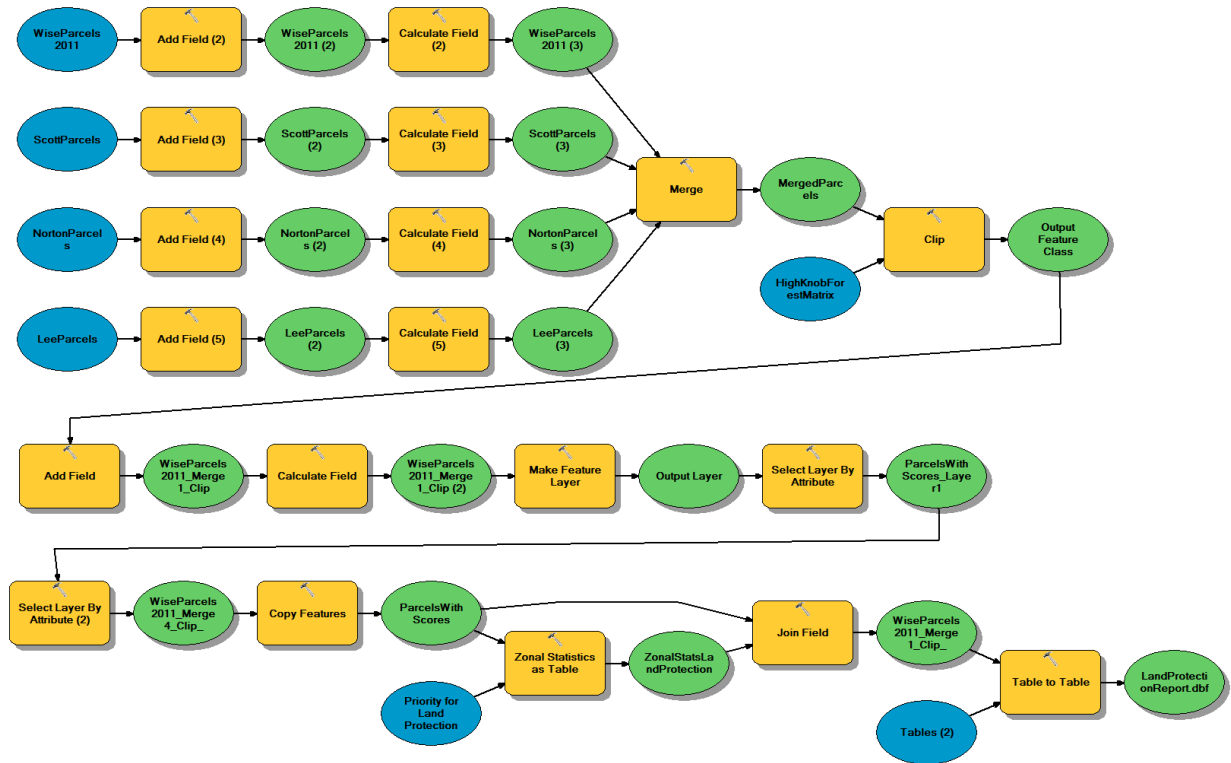 WiseParcels
2011
Add Field (2)
WiseParcels
2011 (2)
Calculate Field
(2)
WiseParcels
2011 (3)
ScottParcels
Add Field (3)
ScottParcels
(2)
Calculate Field
(3)
ScottParcels
(3)
Merge
MergedParc
els
NortonParcel
s
Add Field (4)
NortonParcel
s (2)
Calculate Field
(4)
NortonParcel
s (3)
Clip
Output
Feature
Class
HighKnobFor
estMatrix
LeeParcels
Add Field (5)
LeeParcels
(2)
Calculate Field
(5)
LeeParcels
(3)
Add Field
WiseParcels
2011_Merge
1_Clip
Calculate Field
WiseParcels
2011_Merge
1_Clip (2)
Make Feature
Layer
Output Layer
Select Layer By
Attribute
ParcelsWith
Scores_Laye
r1
Select Layer By
Attribute (2)
WiseParcels
2011_Merge
4_Clip_
Copy Features
ParcelsWith
Scores
Zonal Statistics
as Table
ZonalStatsLa
ndProtection
Join Field
WiseParcels
2011_Merge
1_Clip_
Table to Table
LandProtecti
onReport.dbf
Priority for
Land
Protection
Tables (2)